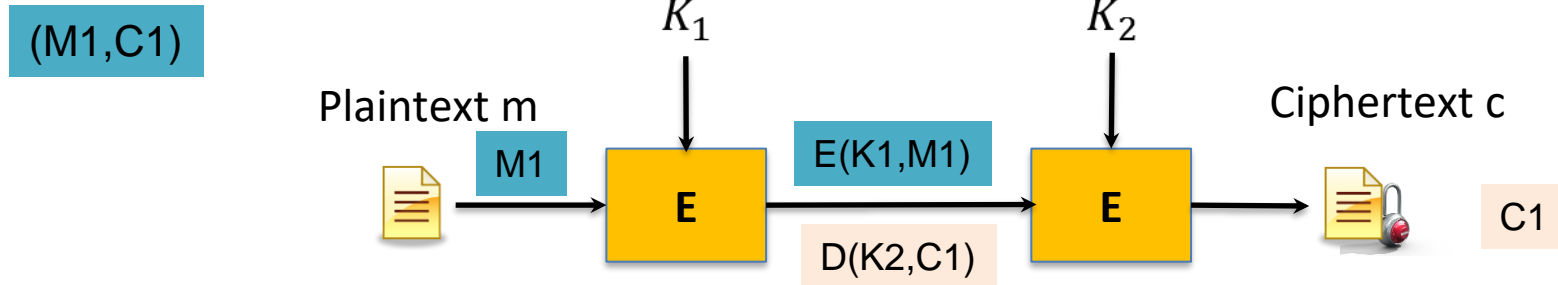 (M1,C1)
K₁
K₂
Plaintext m
Ciphertext c
M1
E
E(K1,M1)
D(K2,C1)
E
C1